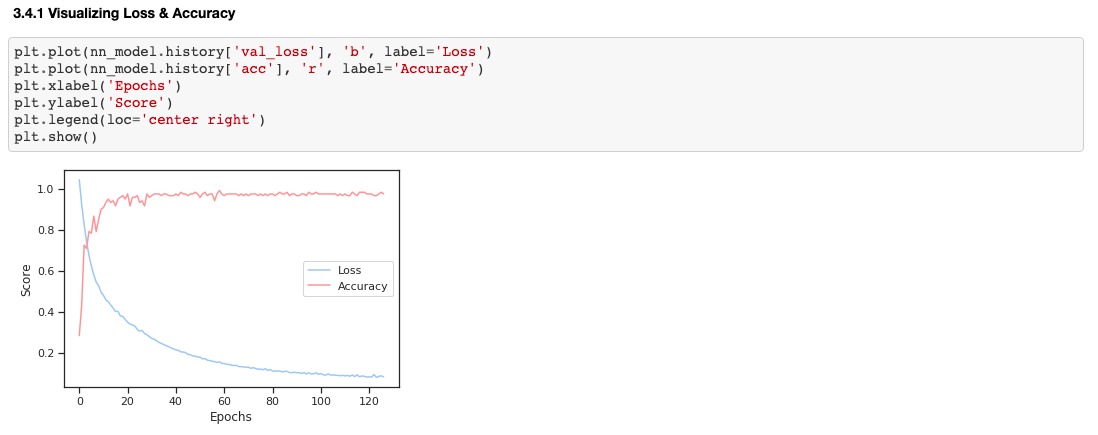 3.4.1 Visualizing Loss & Accuracy
plt.plot(nn_model.history['val_loss'], 'b', label='Loss')
plt.plot(nn_model.history['acc'], 'r', label='Accuracy')
plt.xlabel('Epochs')
plt.ylabel('Score')
plt.legend(loc='center right')
plt.show()
1.0
0.8
0.6
0.4
0.2
Score
Loss
Accuracy
0 20 40 60 80 100 120
Epochs